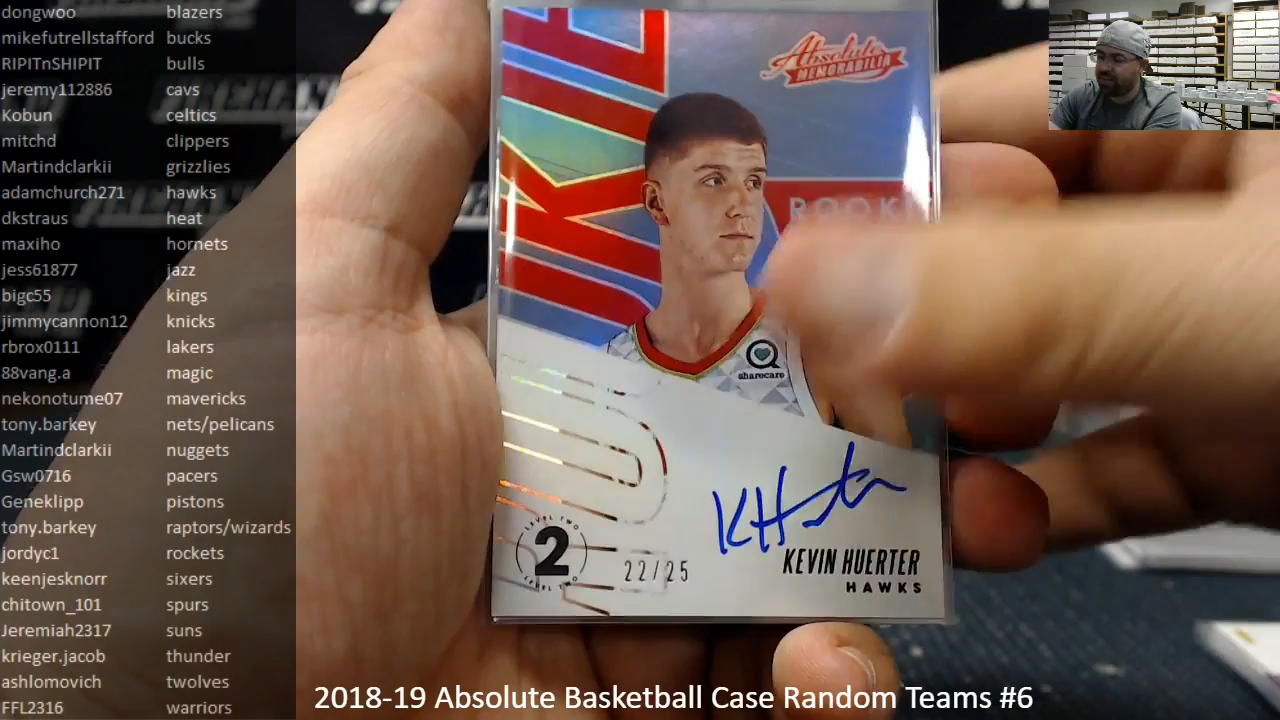 dongwoo blazers
mikefutrellstafford bucks
RIPITnSHIPIT bulls
jeremy112886 cavs
Kobun celtics
mitchd clippers
Martindclarkii grizzlies
adamchurch271 hawks
dkstraus heat
maxiho hornets
jess61877 jazz
bigc55 kings
jimmycannon12 knicks
rbrox0111 lakers
88vang.a magic
nekonotume07 mavericks
tony.barkey nets/pelicans
Martindclarkii nuggets
Gsw0716 pacers
Geneklipp pistons
tony.barkey raptors/wizards
jordyc1 rockets
keenjesknorr sixers
chitown_101 spurs
Jeremiah2317 suns
krieger.jacob thunder
ashlomovich twolves
FFL2316 warriors
Absolute
MEMORABILIA
sharecare
LEVEL TWO
2
LEVEL TWO
22/25
KEVIN HUERTER
HAWKS
2018-19 Absolute Basketball Case Random Teams #6